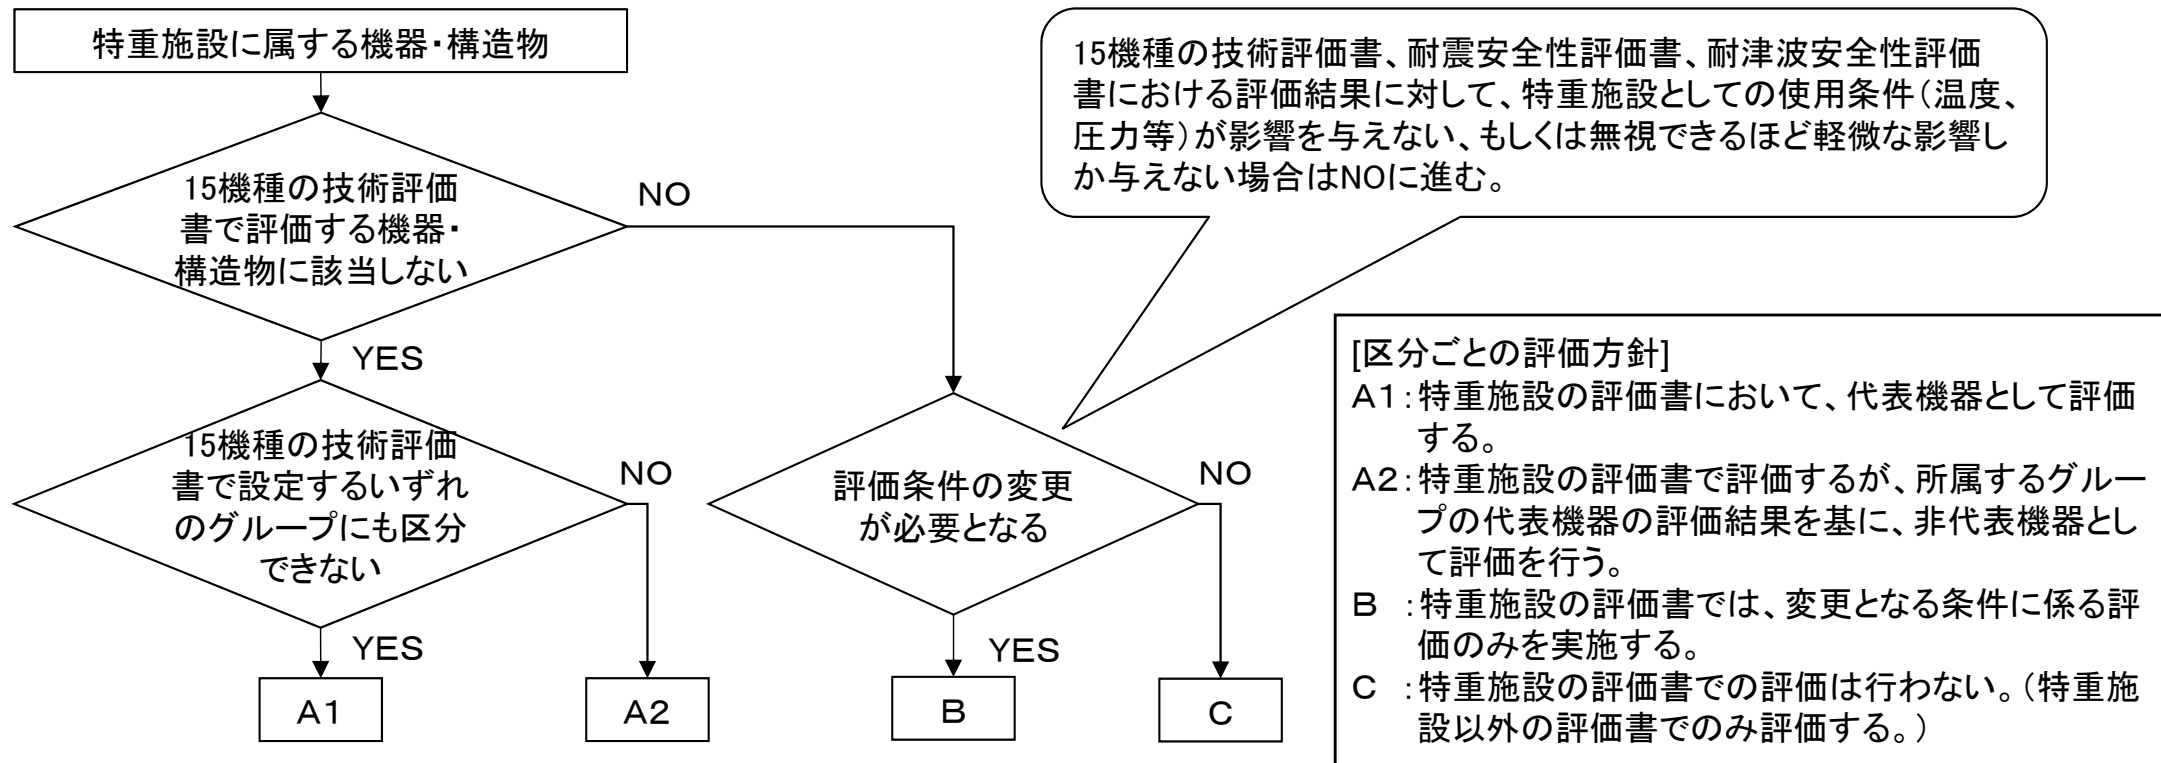 特重施設に属する機器・構造物
15機種の技術評価書、耐震安全性評価書、耐津波安全性評価
書における評価結果に対して、特重施設としての使用条件(温度、
圧力等)が影響を与えない、もしくは無視できるほど軽微な影響し
か与えない場合はNOに進む。
15機種の技術評価
書で評価する機器・
構造物に該当しない
NO
YES
15機種の技術評価
書で設定するいずれ
のグループにも区分
できない
NO
YES
評価条件の変更
が必要となる
NO
YES
A1
A2
B
C
[区分ごとの評価方針]
A1:特重施設の評価書において、代表機器として評価
する。
A2:特重施設の評価書で評価するが、所属するグルー
プの代表機器の評価結果を基に、非代表機器とし
て評価を行う。
B :特重施設の評価書では、変更となる条件に係る評
価のみを実施する。
C :特重施設の評価書での評価は行わない。(特重施
設以外の評価書でのみ評価する。)